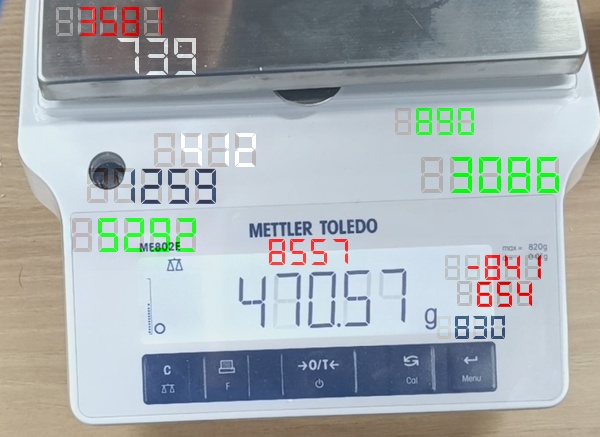 3581
739
890
412
3086
1259
5292
METTLER TOLEDO
ME802E
8557
max = 820g
-841
470.57 g
654
830
C
F
→0/T←
Cal
Menu